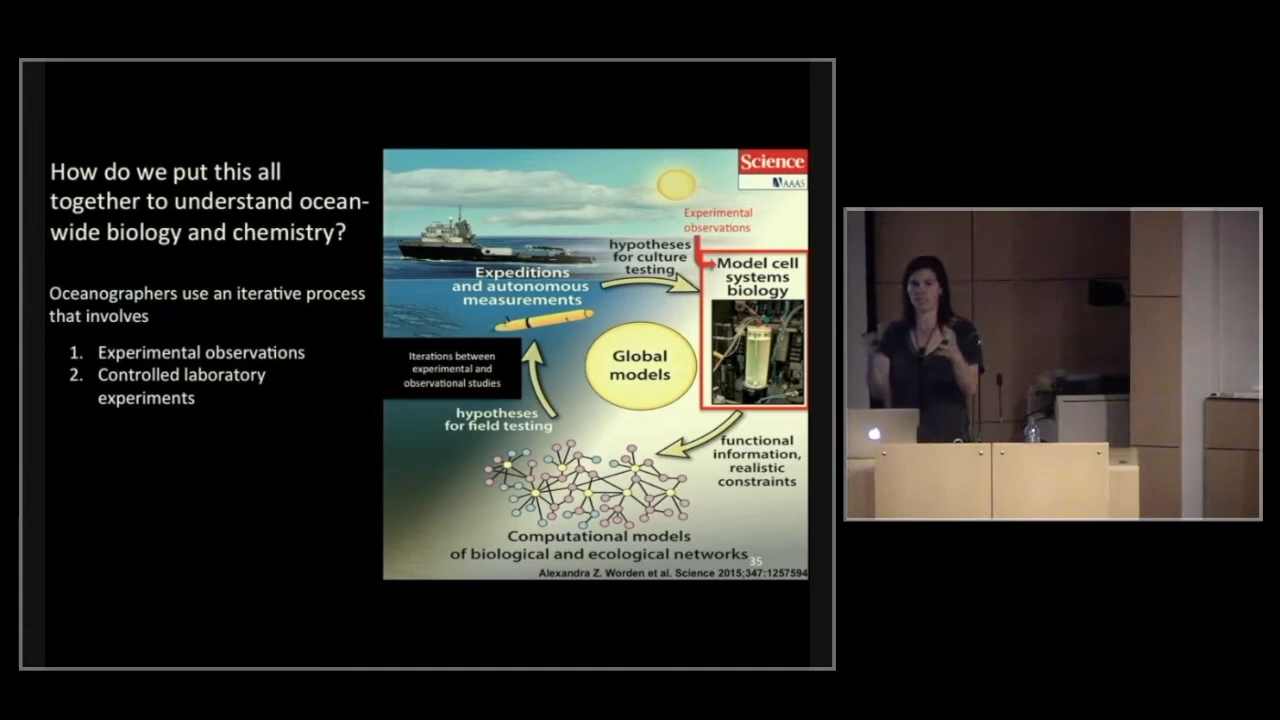 How do we put this all
together to understand ocean-
wide biology and chemistry?
Oceanographers use an iterative process
that involves
1. Experimental observations
2. Controlled laboratory
experiments
Science
AAAS
Experimental
observations
hypotheses
for culture
testing
Model cell
systems
biology
Expeditions
and autonomous
measurements
Global
models
Iterations between
experimental and
observational studies
hypotheses
for field testing
functional
information,
realistic
constraints
Computational models
of biological and ecological networks
35
Alexandra Z. Worden et al. Science 2015;347:1257594